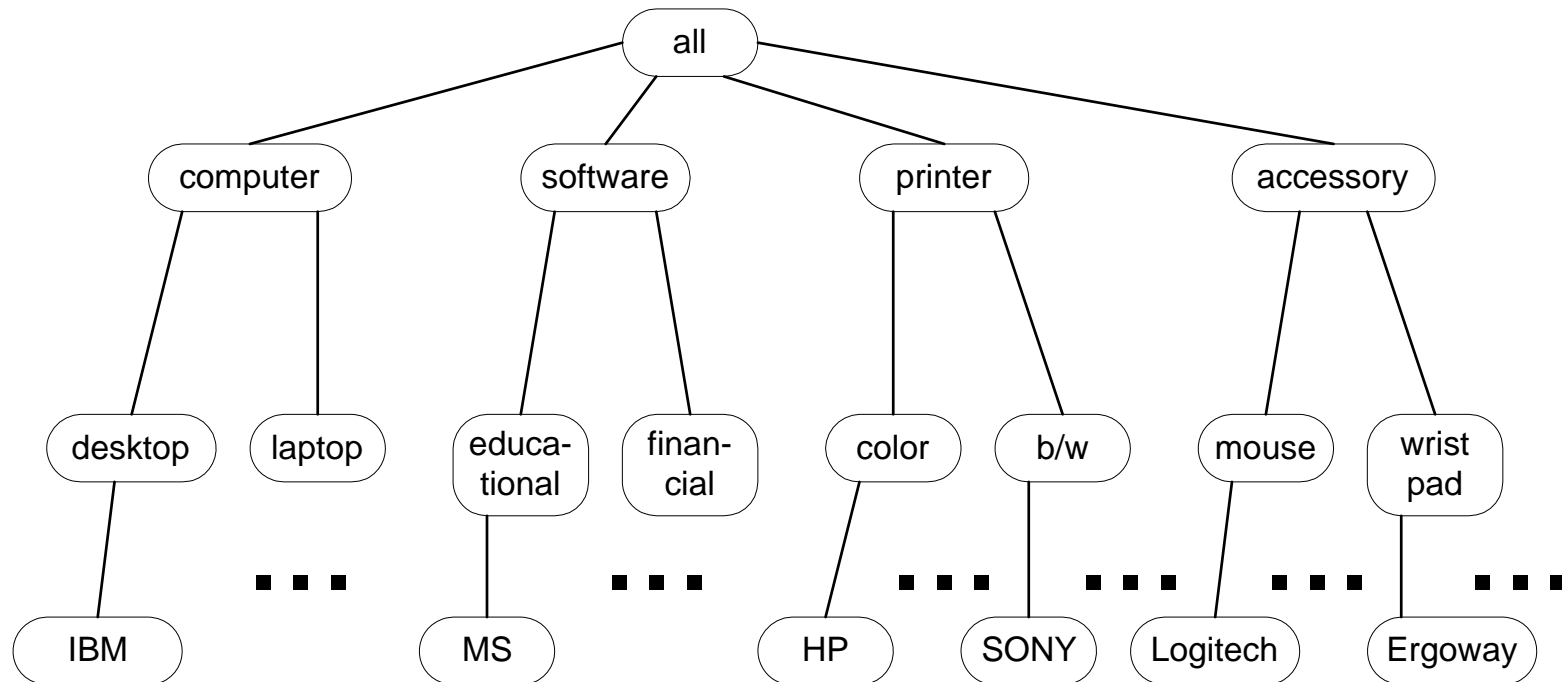 all
computer
software
printer
accessory
desktop
laptop
educa-
tional
finan-
cial
color
b/w
mouse
wrist
pad
IBM
MS
HP
SONY
Logitech
Ergoway